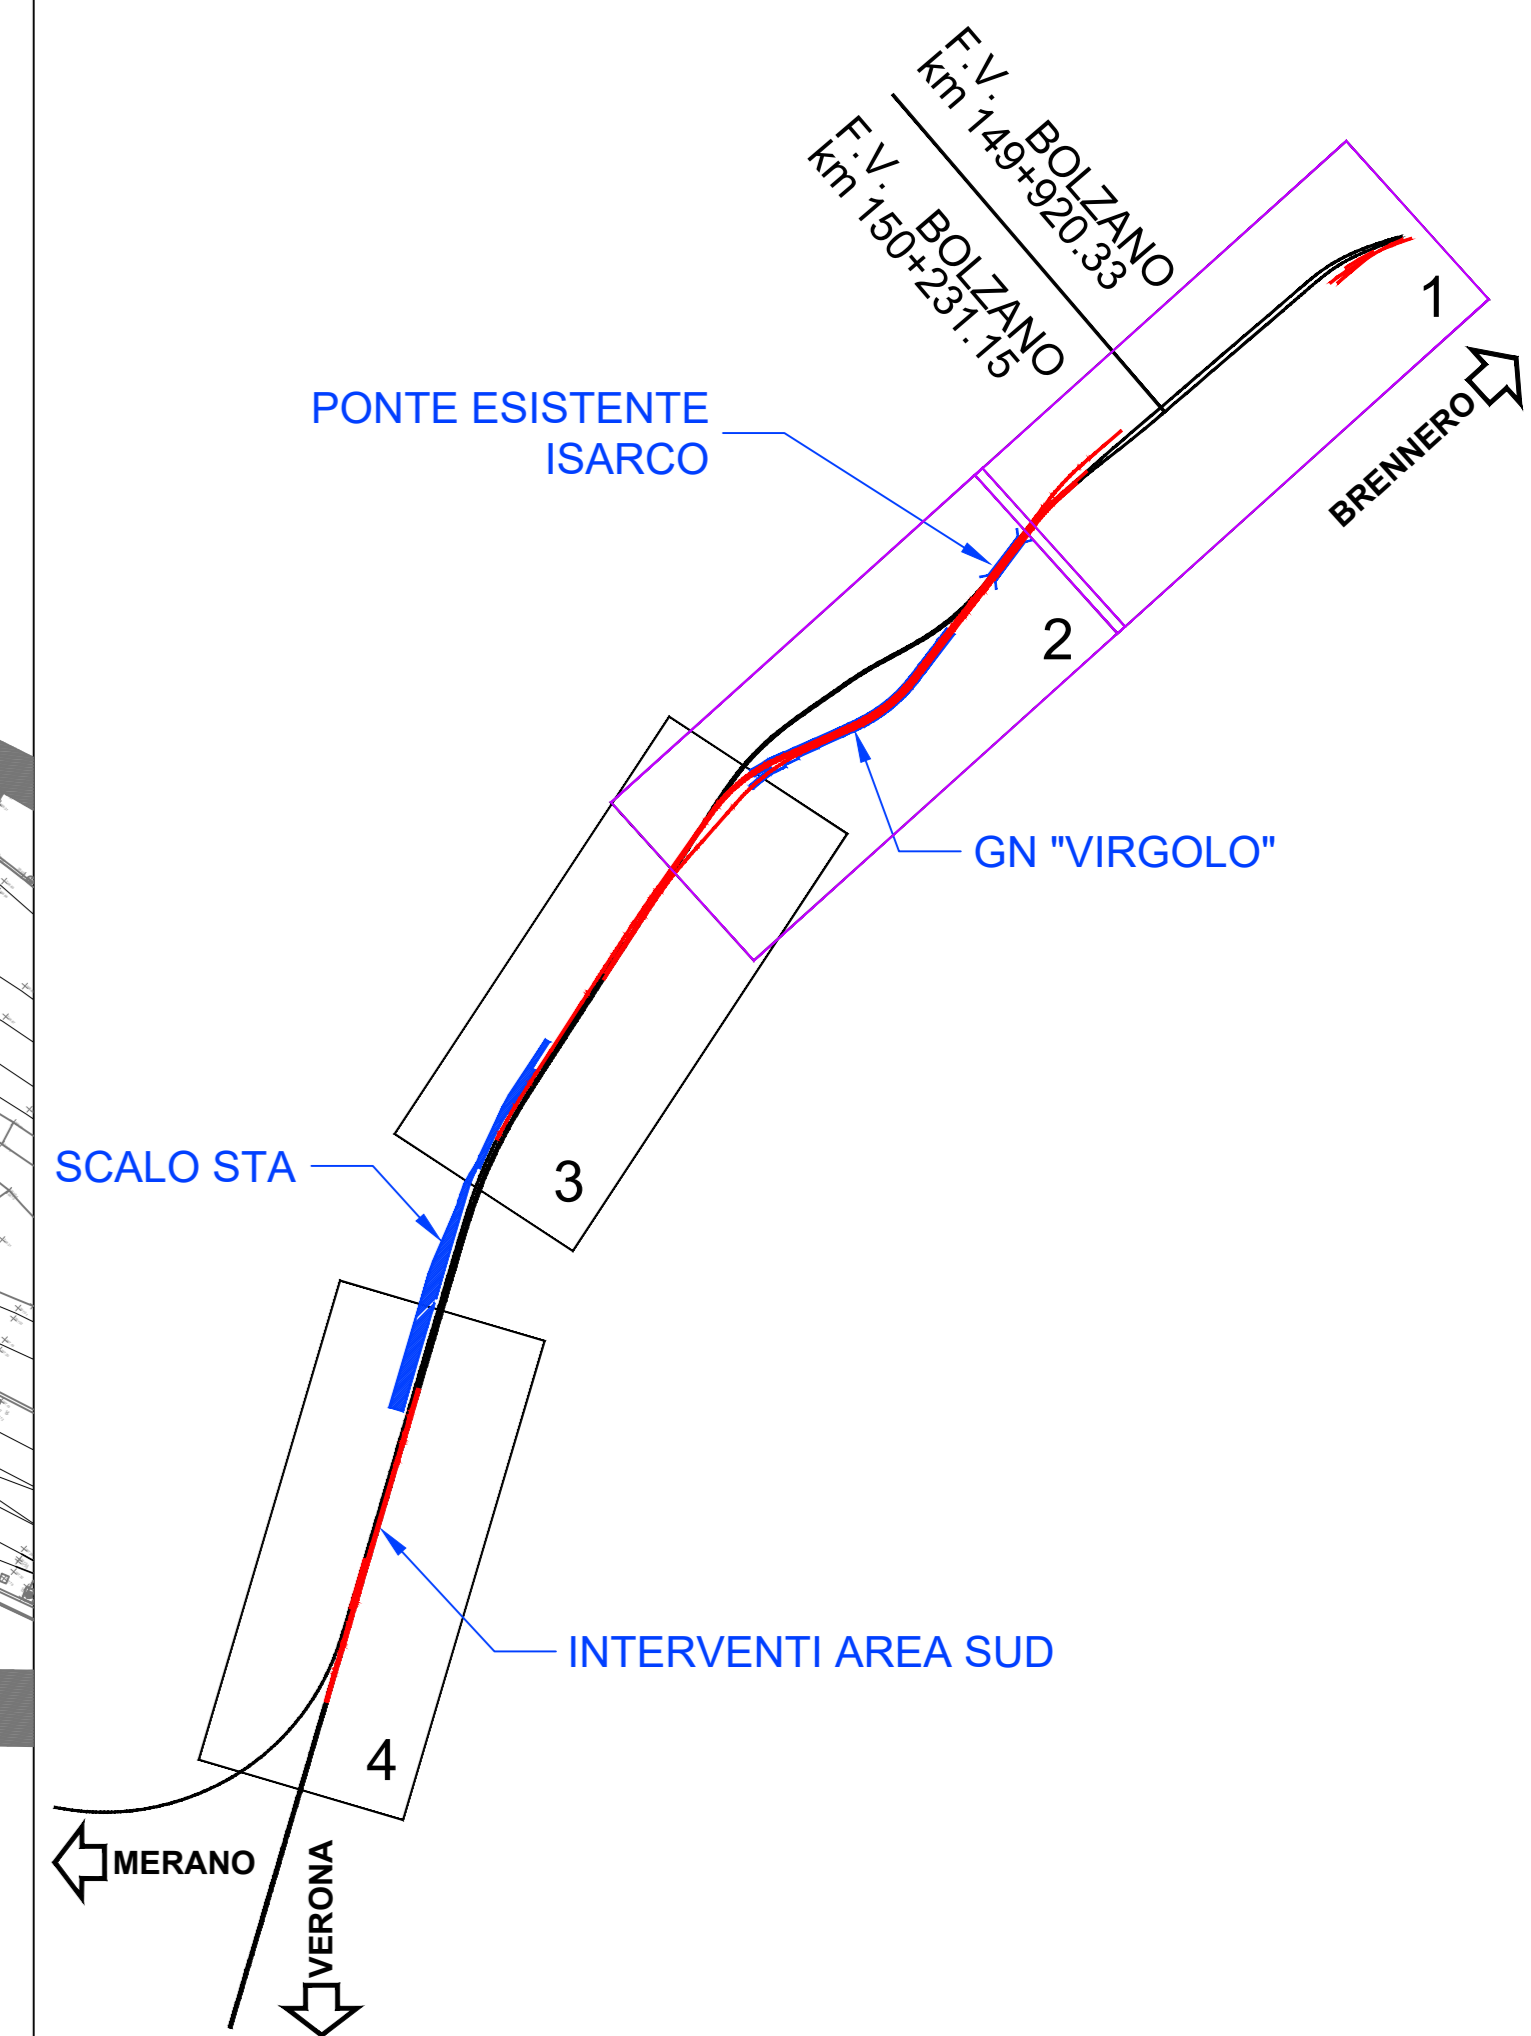 F.V. BOLZANO
km 149+920.33
F.V. BOLZANO
km 150+231.15
1
BRENNERO
PONTE ESISTENTE
ISARCO
2
GN "VIRGOLO"
SCALO STA
3
INTERVENTI AREA SUD
4
MERANO
VERONA